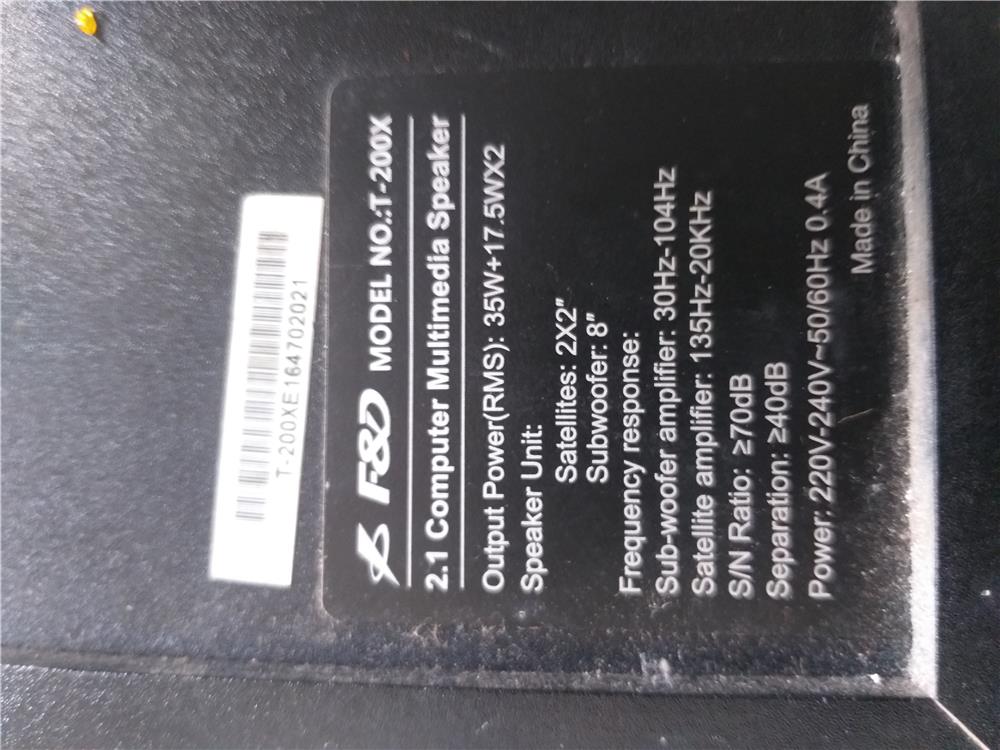 T-200XE164702021
F&D MODEL NO.:T-200X
2.1 Computer Multimedia Speaker
Output Power(RMS): 35W+17.5WX2
Speaker Unit:
Satellites: 2X2"
Subwoofer: 8"
Frequency response:
Sub-woofer amplifier: 30Hz-104Hz
Satellite amplifier: 135Hz-20KHz
S/N Ratio: ≥70dB
Separation: ≥40dB
Power: 220V-240V~50/60Hz 0.4A
Made in China